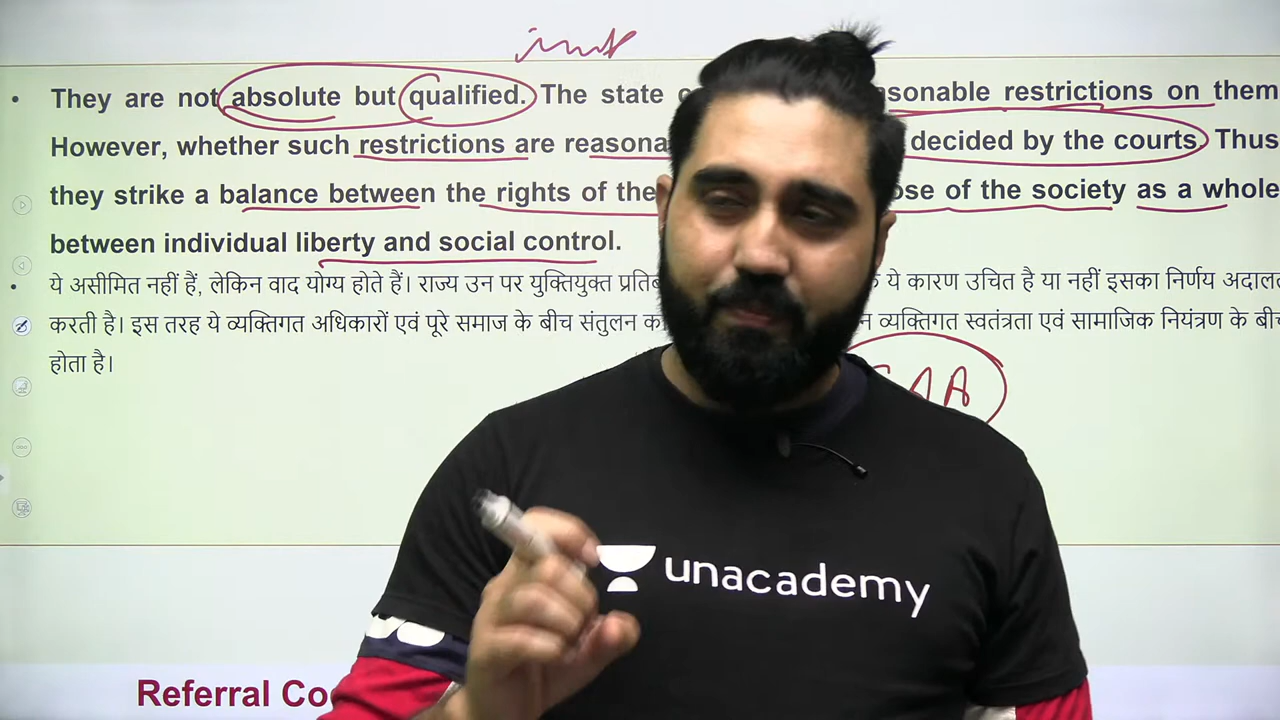 They are not absolute but qualified. The state sonable restrictions on them
However, whether such restrictions are reasona decided by the courts Thus
they strike a balance between the rights of the ose of the society as a whole
between individual liberty and social control.
ये असीमित नहीं हैं, लेकिन वाद योग्य होते हैं। राज्य उन पर युक्तियुक्त प्रतिब ये कारण उचित है या नहीं इसका निर्णय अदाल
करती है। इस तरह ये व्यक्तिगत अधिकारों एवं पूरे समाज के बीच संतुलन का न व्यक्तिगत स्वतंत्रता एवं सामाजिक नियंत्रण के बी
होता है।
AA
unacademy
Referral Co